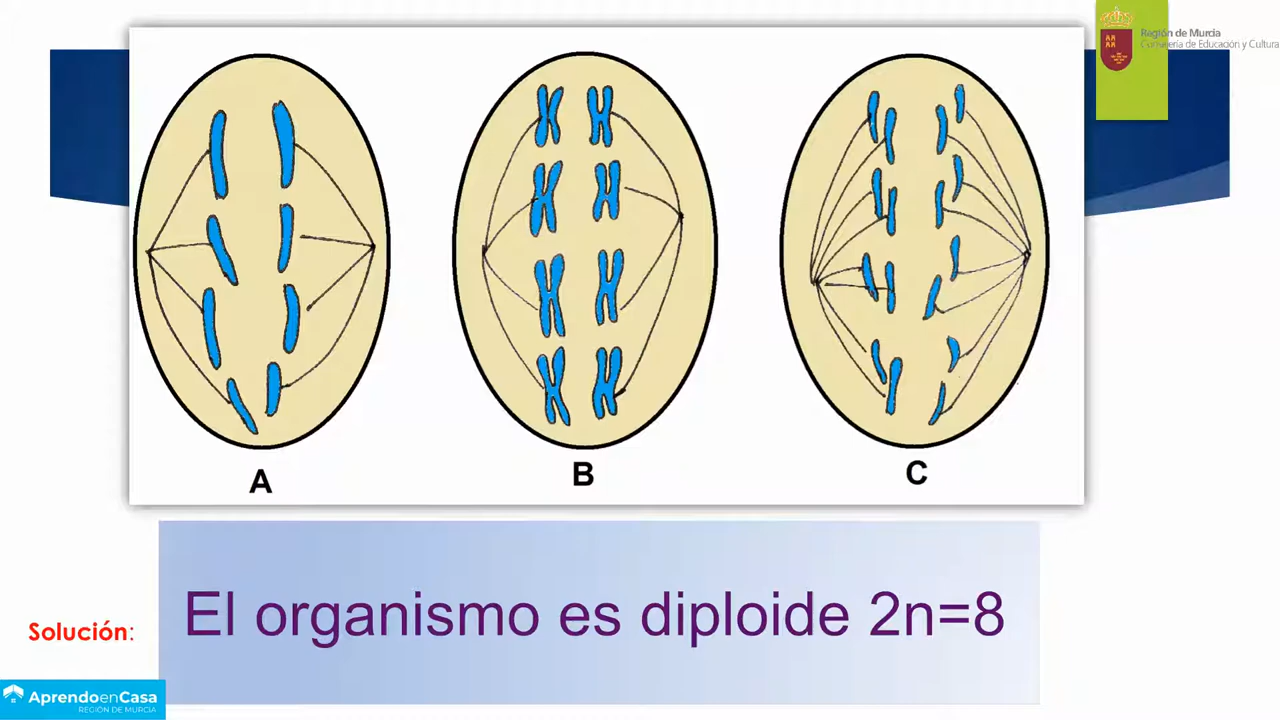 Región de Murcia
Consejería de Educación y Cultura
A
B
C
El organismo es diploide 2n=8
Solución:
AprendoenCasa
REGIÓN DE MURCIA